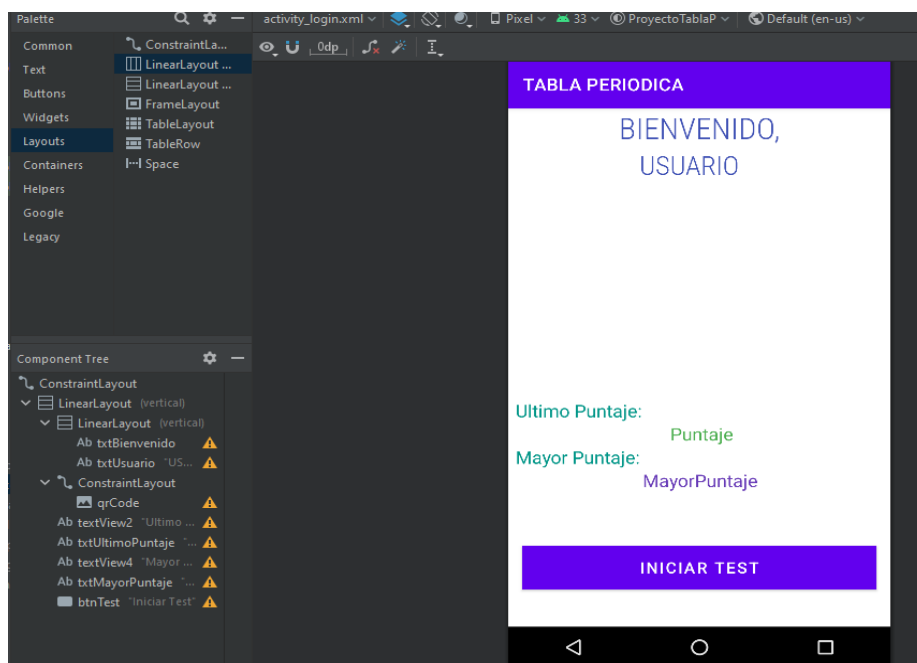 Palette
activity_login.xml
Pixel
33
ProyectoTablaP
Default (en-us)
Common
Text
Buttons
Widgets
Layouts
Containers
Helpers
Google
Legacy
ConstraintLa...
LinearLayout ...
LinearLayout ...
FrameLayout
TableLayout
TableRow
Space
0dp
Component Tree
ConstraintLayout
LinearLayout (vertical)
LinearLayout (vertical)
Ab txtBienvenido
Ab txtUsuario "US...
ConstraintLayout
qrCode
Ab textView2 "Ultimo ...
Ab txtUltimoPuntaje "...
Ab textView4 "Mayor ...
Ab txtMayorPuntaje "...
btnTest "Iniciar Test"
TABLA PERIODICA
BIENVENIDO,
USUARIO
Ultimo Puntaje:
Puntaje
Mayor Puntaje:
MayorPuntaje
INICIAR TEST